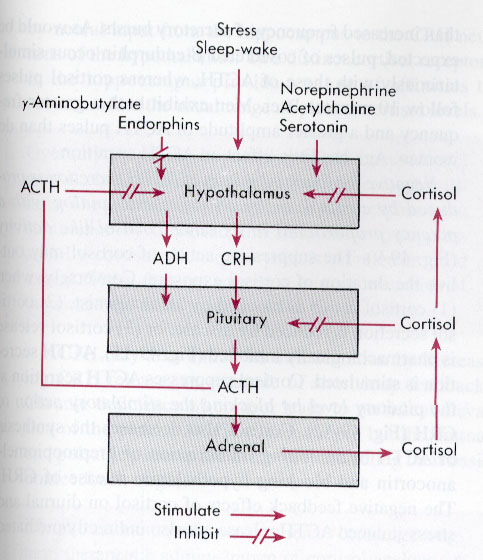 Stress
Sleep-wake
γ-Aminobutyrate
Endorphins
Norepinephrine
Acetylcholine
Serotonin
ACTH
Hypothalamus
Cortisol
ADH
CRH
Pituitary
Cortisol
ACTH
Adrenal
Cortisol
Stimulate
Inhibit